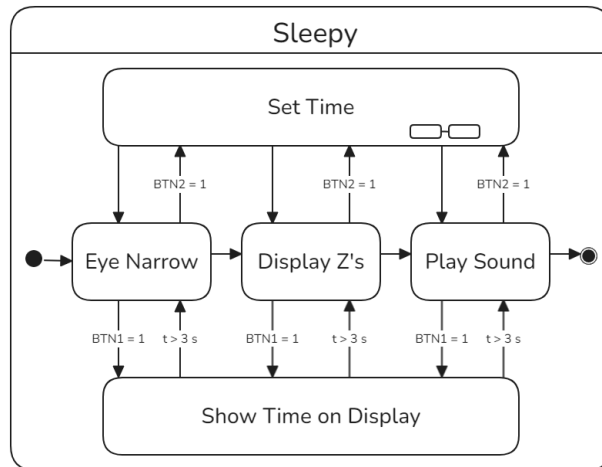 Sleepy
Set Time
BTN2 = 1 BTN2 = 1 BTN2 = 1
Eye Narrow Display Z's Play Sound
BTN1 = 1 t > 3 s BTN1 = 1 t > 3 s BTN1 = 1 t > 3 s
Show Time on Display